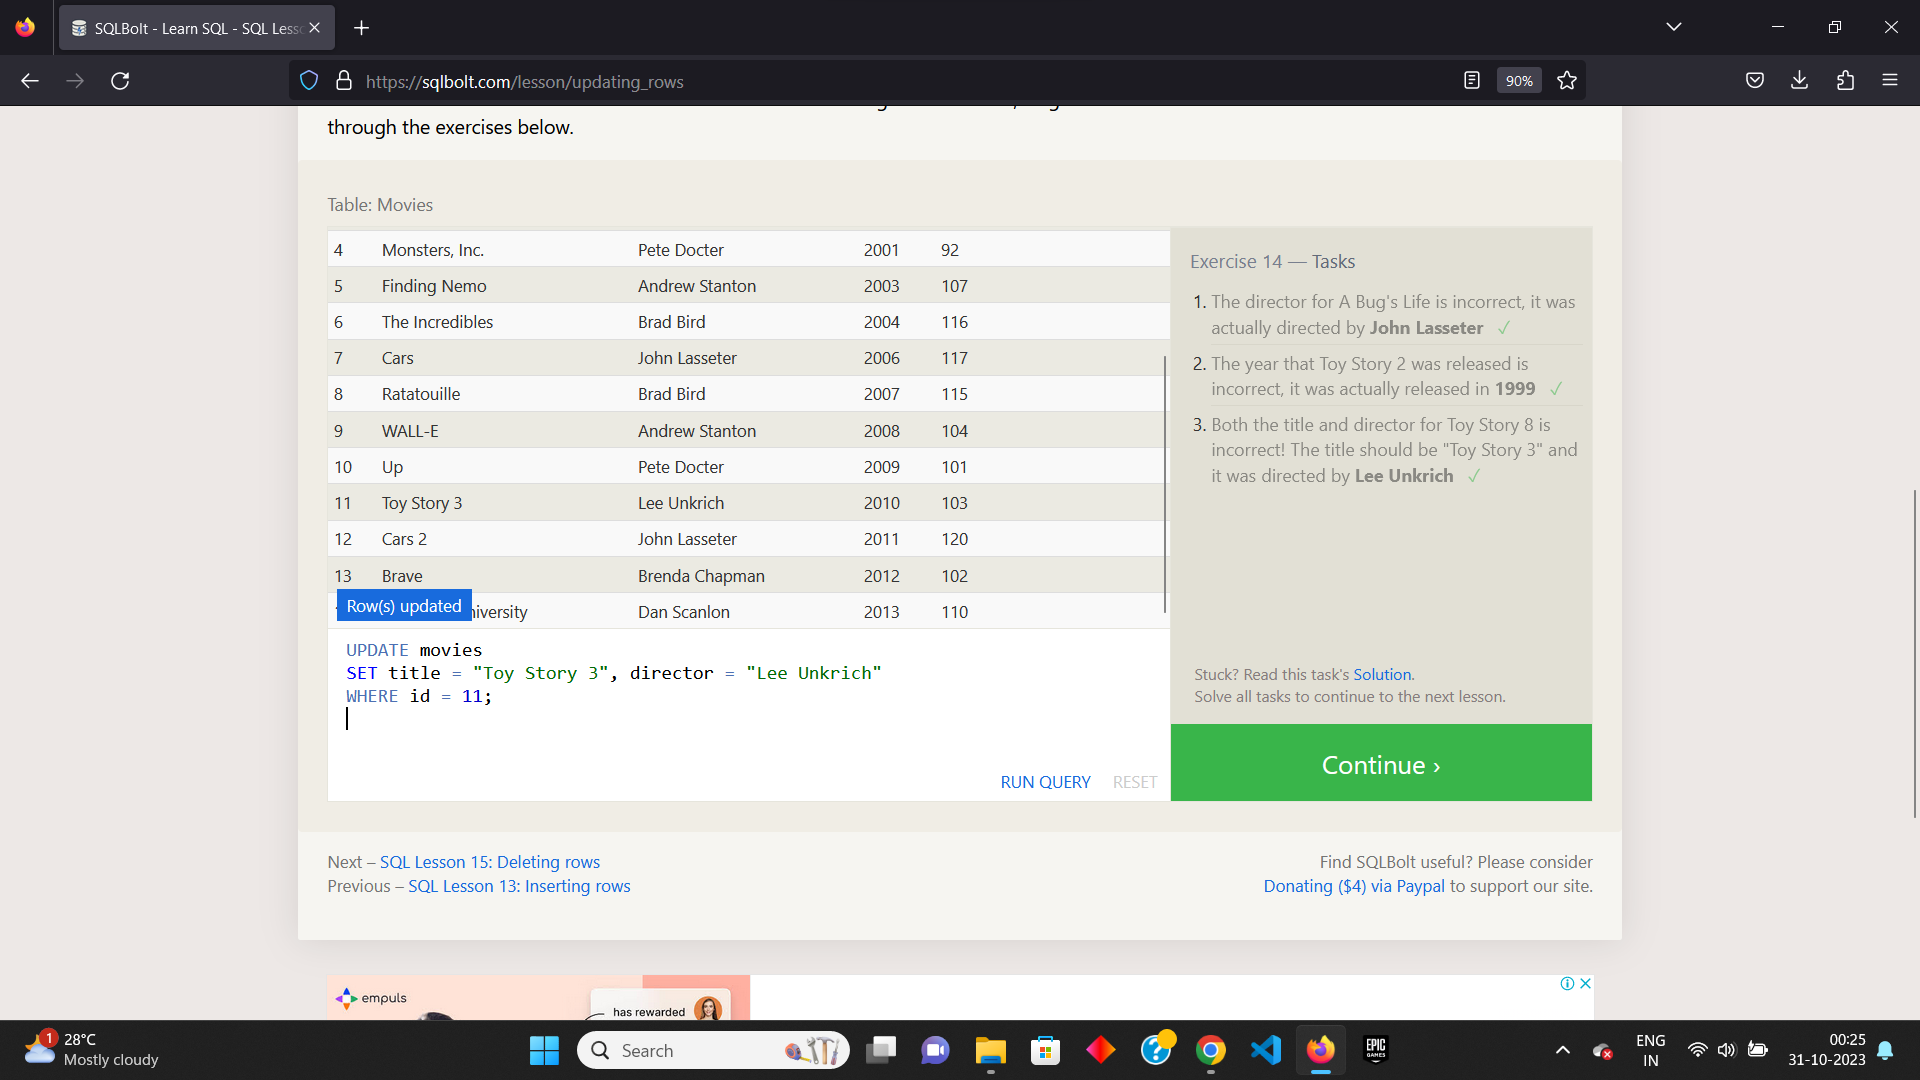 SQLBolt - Learn SQL - SQL Less
https://sqlbolt.com/lesson/updating_rows
90%
through the exercises below.
Table: Movies
4 Monsters, Inc. Pete Docter 2001 92
5 Finding Nemo Andrew Stanton 2003 107
6 The Incredibles Brad Bird 2004 116
7 Cars John Lasseter 2006 117
8 Ratatouille Brad Bird 2007 115
9 WALL-E Andrew Stanton 2008 104
10 Up Pete Docter 2009 101
11 Toy Story 3 Lee Unkrich 2010 103
12 Cars 2 John Lasseter 2011 120
13 Brave Brenda Chapman 2012 102
niversity Dan Scanlon 2013 110
Row(s) updated
UPDATE movies
SET title = "Toy Story 3", director = "Lee Unkrich"
WHERE id = 11;
RUN QUERY RESET
Exercise 14 — Tasks
1. The director for A Bug's Life is incorrect, it was
actually directed by John Lasseter ✓
2. The year that Toy Story 2 was released is
incorrect, it was actually released in 1999 ✓
3. Both the title and director for Toy Story 8 is
incorrect! The title should be "Toy Story 3" and
it was directed by Lee Unkrich ✓
Stuck? Read this task's Solution.
Solve all tasks to continue to the next lesson.
Continue ›
Next – SQL Lesson 15: Deleting rows
Previous – SQL Lesson 13: Inserting rows
Find SQLBolt useful? Please consider
Donating ($4) via Paypal to support our site.
empuls
has rewarded
1
28°C
Mostly cloudy
Search
EPIC
GAMES
ENG
IN
00:25
31-10-2023